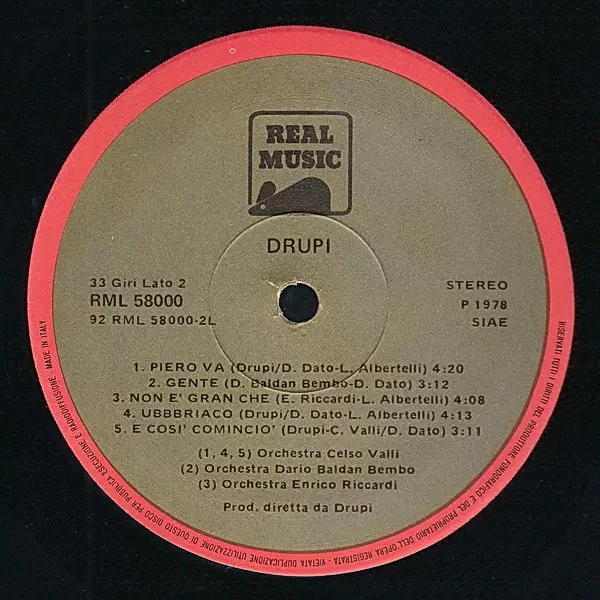 REAL
MUSIC
DRUPI
33 Giri Lato 2
RML 58000
92 RML 58000-2L
STEREO
P 1978
SIAE
1. PIERO VA (Drupi/D. Dato-L. Albertelli) 4:20
2. GENTE (D. Baldan Bembo-D. Dato) 3:12
3. NON E' GRAN CHE (E. Riccardi-L. Albertelli) 4:08
4. UBBBRIACO (Drupi/D. Dato-L. Albertelli) 4:13
5. E COSI' COMINCIO' (Drupi-C. Valli/D. Dato) 3:11
(1, 4, 5) Orchestra Celso Valli
(2) Orchestra Dario Baldan Bembo
(3) Orchestra Enrico Riccardi
Prod. diretta da Drupi
RISERVATI TUTTI I DIRITTI DEL PRODUTTORE FONOGRAFICO E DEL PROPRIETARIO DELL'OPERA REGISTRATA - VIETATA DUPLICAZIONE UTILIZZAZIONE DI QUESTO DISCO PER PUBBLICA ESECUZIONE E RADIODIFFUSIONE - MADE IN ITALY